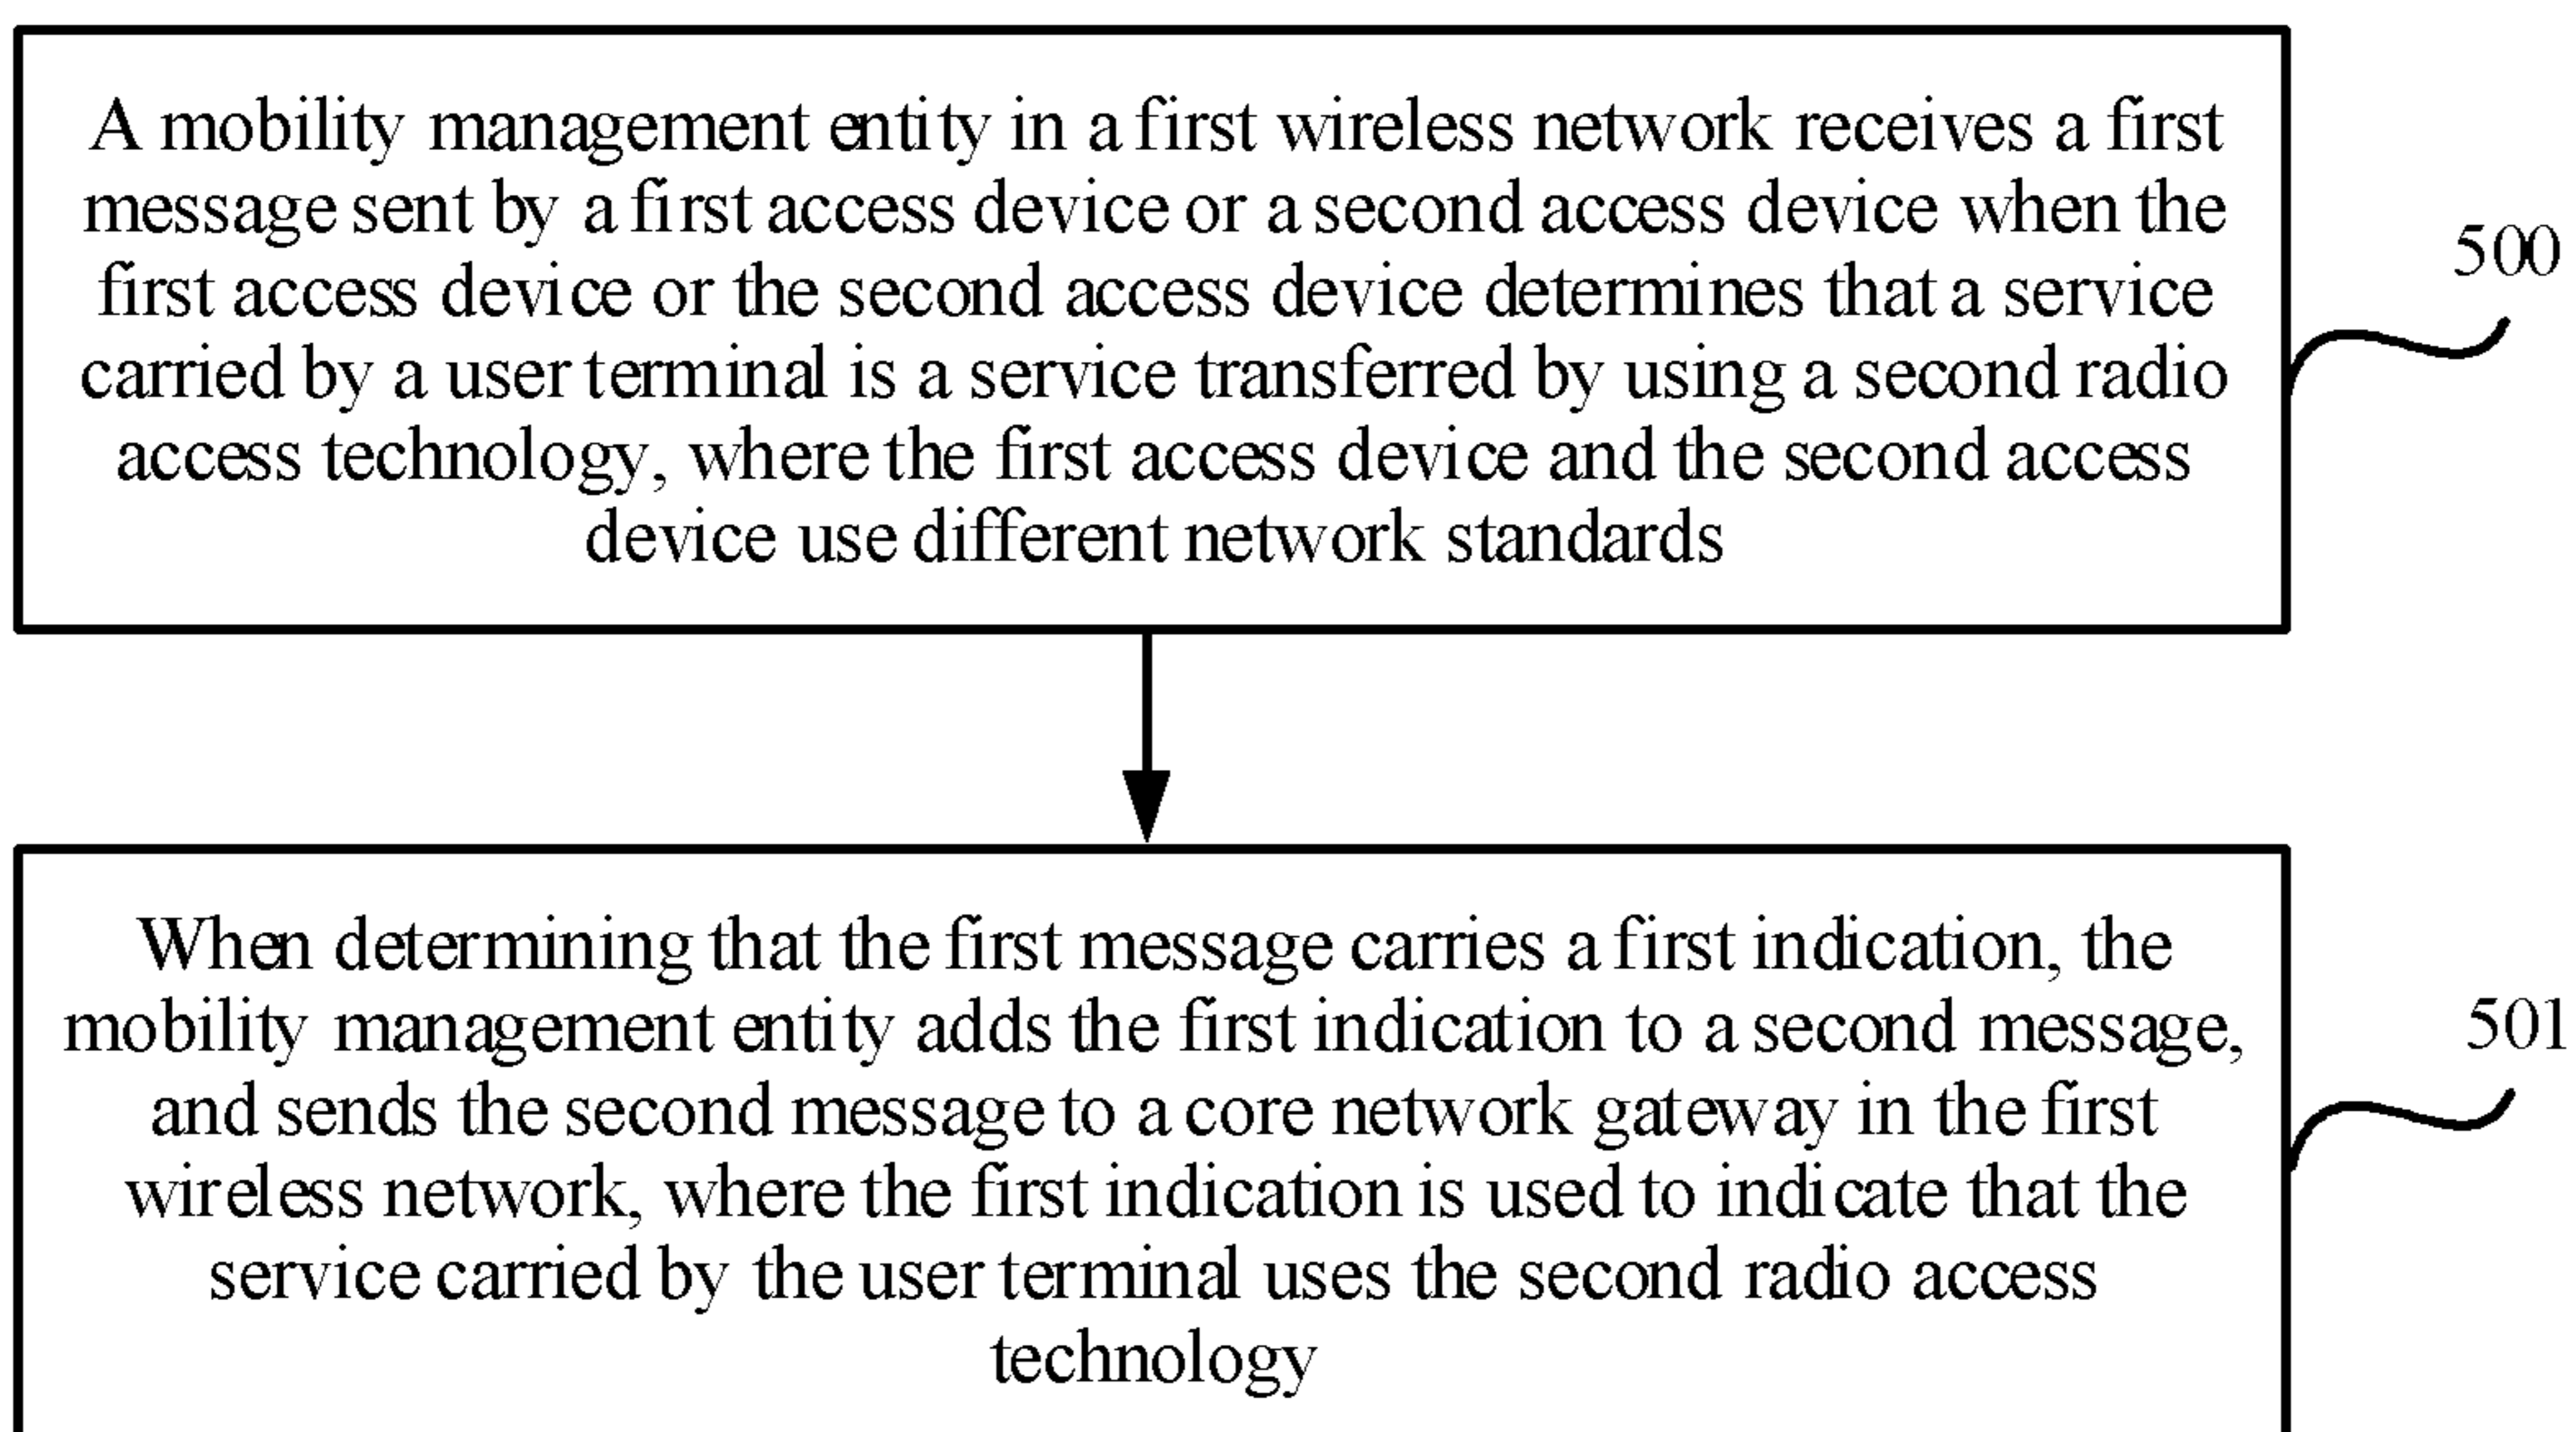 A mobility management entity in a first wireless network receives a first
message sent by a first access device or a second access device when the
first access device or the second access device determines that a service
carried by a user terminal is a service transferred by using a second radio
access technology, where the first access device and the second access
device use different network standards
500
When determining that the first message carries a first indication, the
mobility management entity adds the first indication to a second message,
and sends the second message to a core network gateway in the first
wireless network, where the first indication is used to indicate that the
service carried by the user terminal uses the second radio access
technology
501